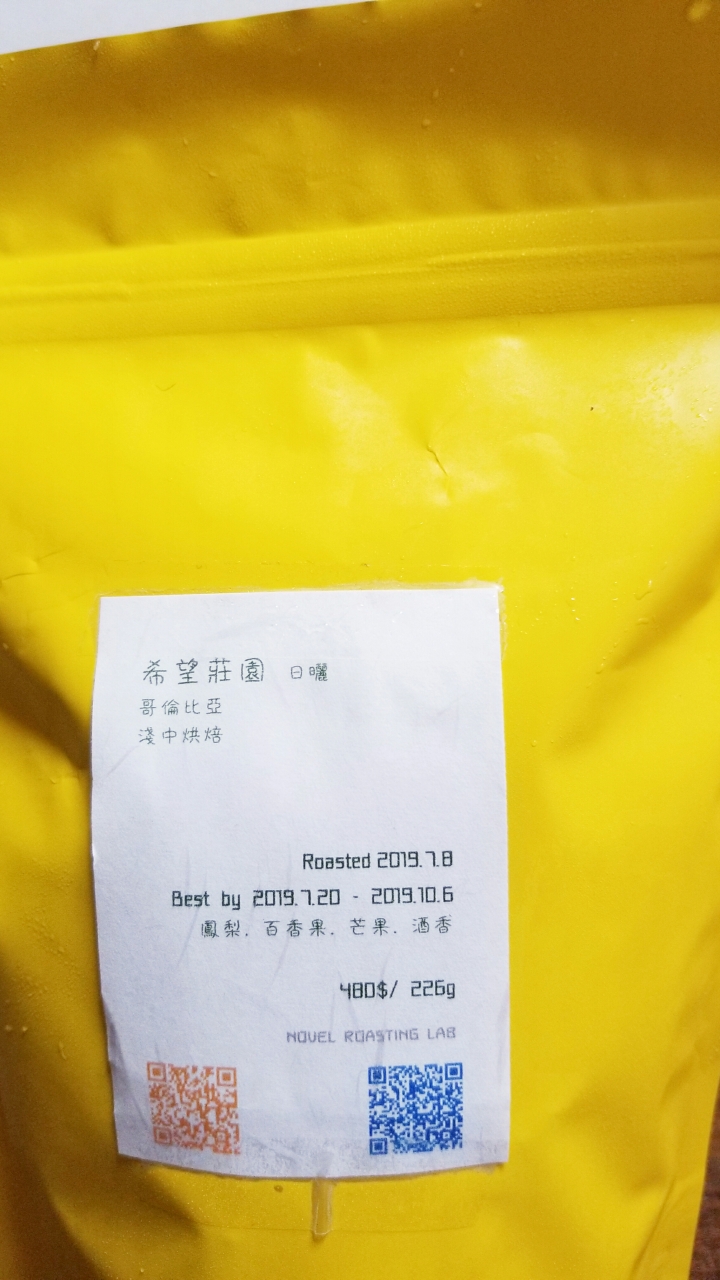 希望莊園 日曬
哥倫比亞
淺中烘焙
Roasted 2019.7.8
Best by 2019.7.20 - 2019.10.6
鳳梨. 百香果. 芒果. 酒香
480$/ 226g
NOVEL ROASTING LAB